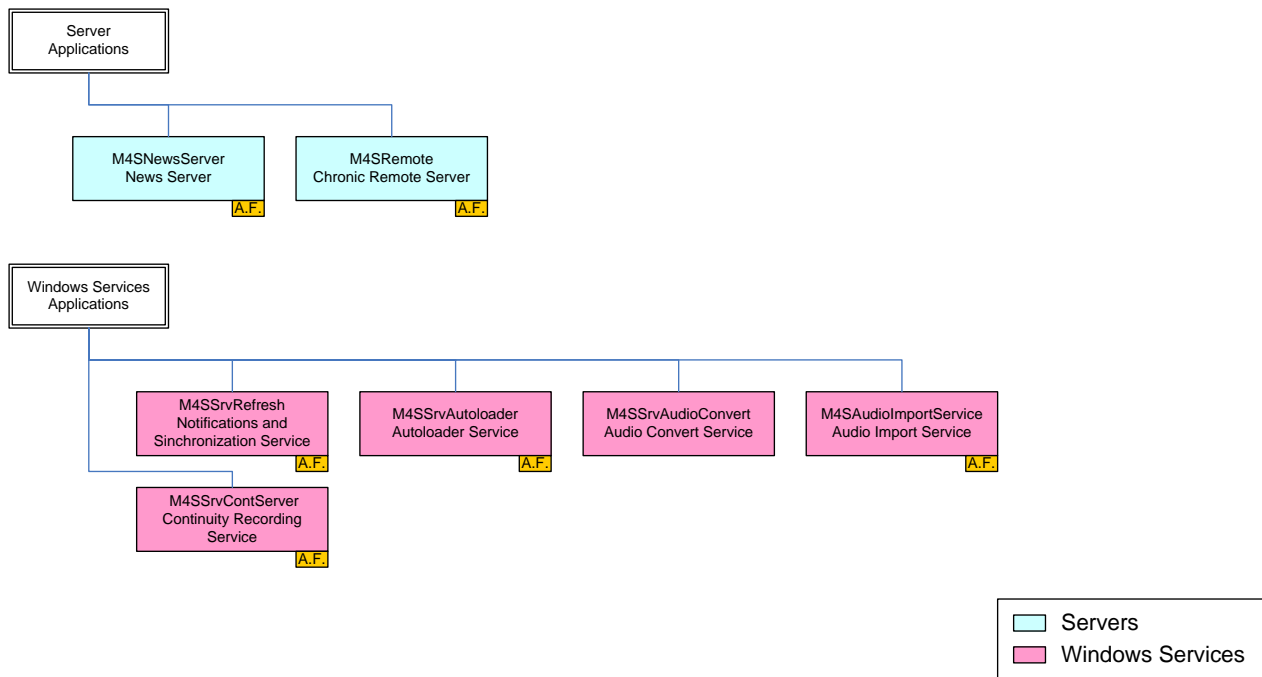 Server
Applications
M4SNewsServer
News Server
A.F.
M4SRemote
Chronic Remote Server
A.F.
Windows Services
Applications
M4SSrvRefresh
Notifications and
Sinchronization Service
A.F.
M4SSrvAutoloader
Autoloader Service
A.F.
M4SSrvAudioConvert
Audio Convert Service
M4SAudioImportService
Audio Import Service
A.F.
M4SSrvContServer
Continuity Recording
Service
A.F.
Servers
Windows Services